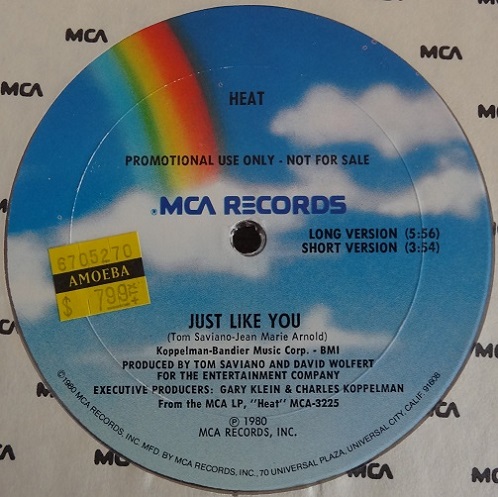 MCA
HEAT
PROMOTIONAL USE ONLY - NOT FOR SALE
MCA RECORDS
LONG VERSION (5:56)
SHORT VERSION (3:54)
6705270
AMOEBA
$ 799
JUST LIKE YOU
(Tom Saviano-Jean Marie Arnold)
Koppelman-Bandier Music Corp. - BMI
PRODUCED BY TOM SAVIANO AND DAVID WOLFERT
FOR THE ENTERTAINMENT COMPANY
EXECUTIVE PRODUCERS: GARY KLEIN & CHARLES KOPPELMAN
From the MCA LP, "Heat" MCA-3225
℗ 1980
MCA RECORDS, INC.
©1980 MCA RECORDS, INC. MFD. BY MCA RECORDS, INC., 70 UNIVERSAL PLAZA, UNIVERSAL CITY, CALIF. 91608
MCA
MCA
MCA
MCA
MCA
MCA
MCA